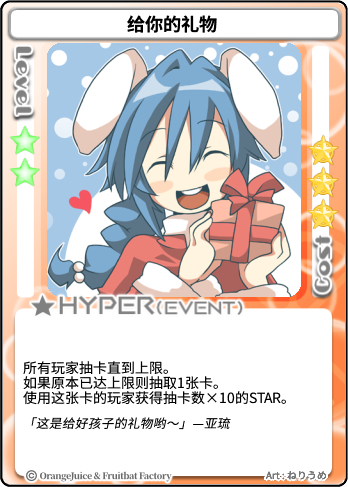 给你的礼物
Level
Cost
HYPER(EVENT)
所有玩家抽卡直到上限。
如果原本已达上限则抽取1张卡。
使用这张卡的玩家获得抽卡数×10的STAR。
「这是给好孩子的礼物哟～」—亚琉
© OrangeJuice & Fruitbat Factory
Art : ねりうめ